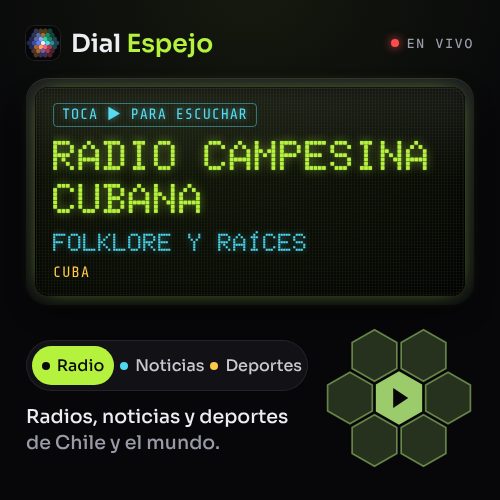 Dial Espejo
EN VIVO
TOCA ▶ PARA ESCUCHAR
RADIO CAMPESINA
CUBANA
FOLKLORE Y RAÍCES
CUBA
Radio
Noticias
Deportes
Radios, noticias y deportes
de Chile y el mundo.